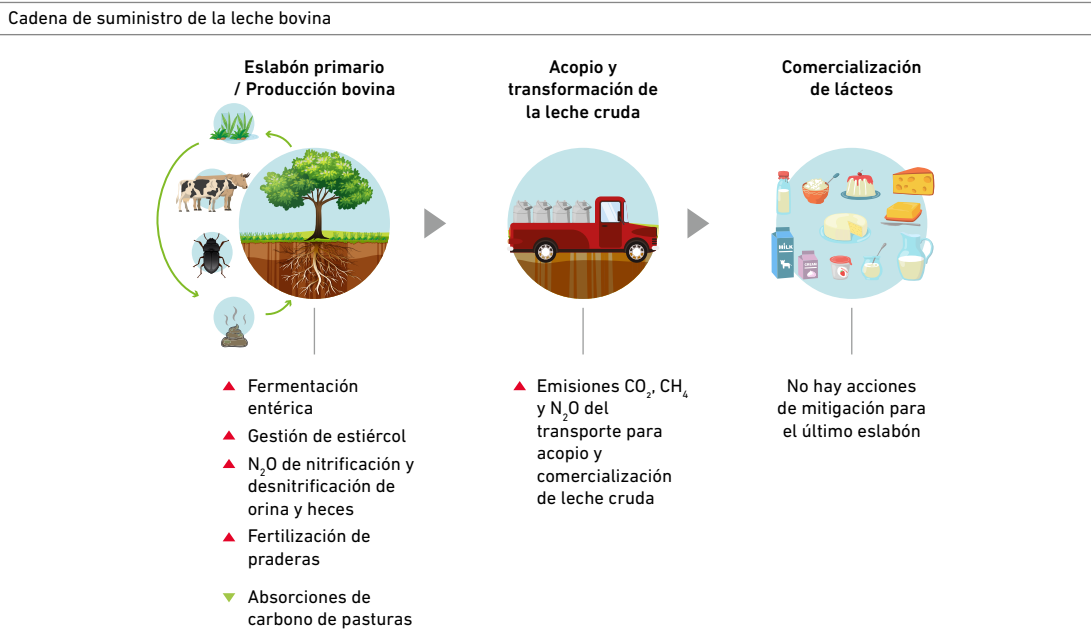 Cadena de suministro de la leche bovina
Eslabón primario
/ Producción bovina
Acopio y
transformación de
la leche cruda
Comercialización
de lácteos
MILK
CREAM
▲ Fermentación
entérica
▲ Gestión de estiércol
▲ N₂O de nitrificación y
desnitrificación de
orina y heces
▲ Fertilización de
praderas
▼ Absorciones de
carbono de pasturas
▲ Emisiones CO₂, CH₄
y N₂O del
transporte para
acopio y
comercialización
de leche cruda
No hay acciones
de mitigación para
el último eslabón